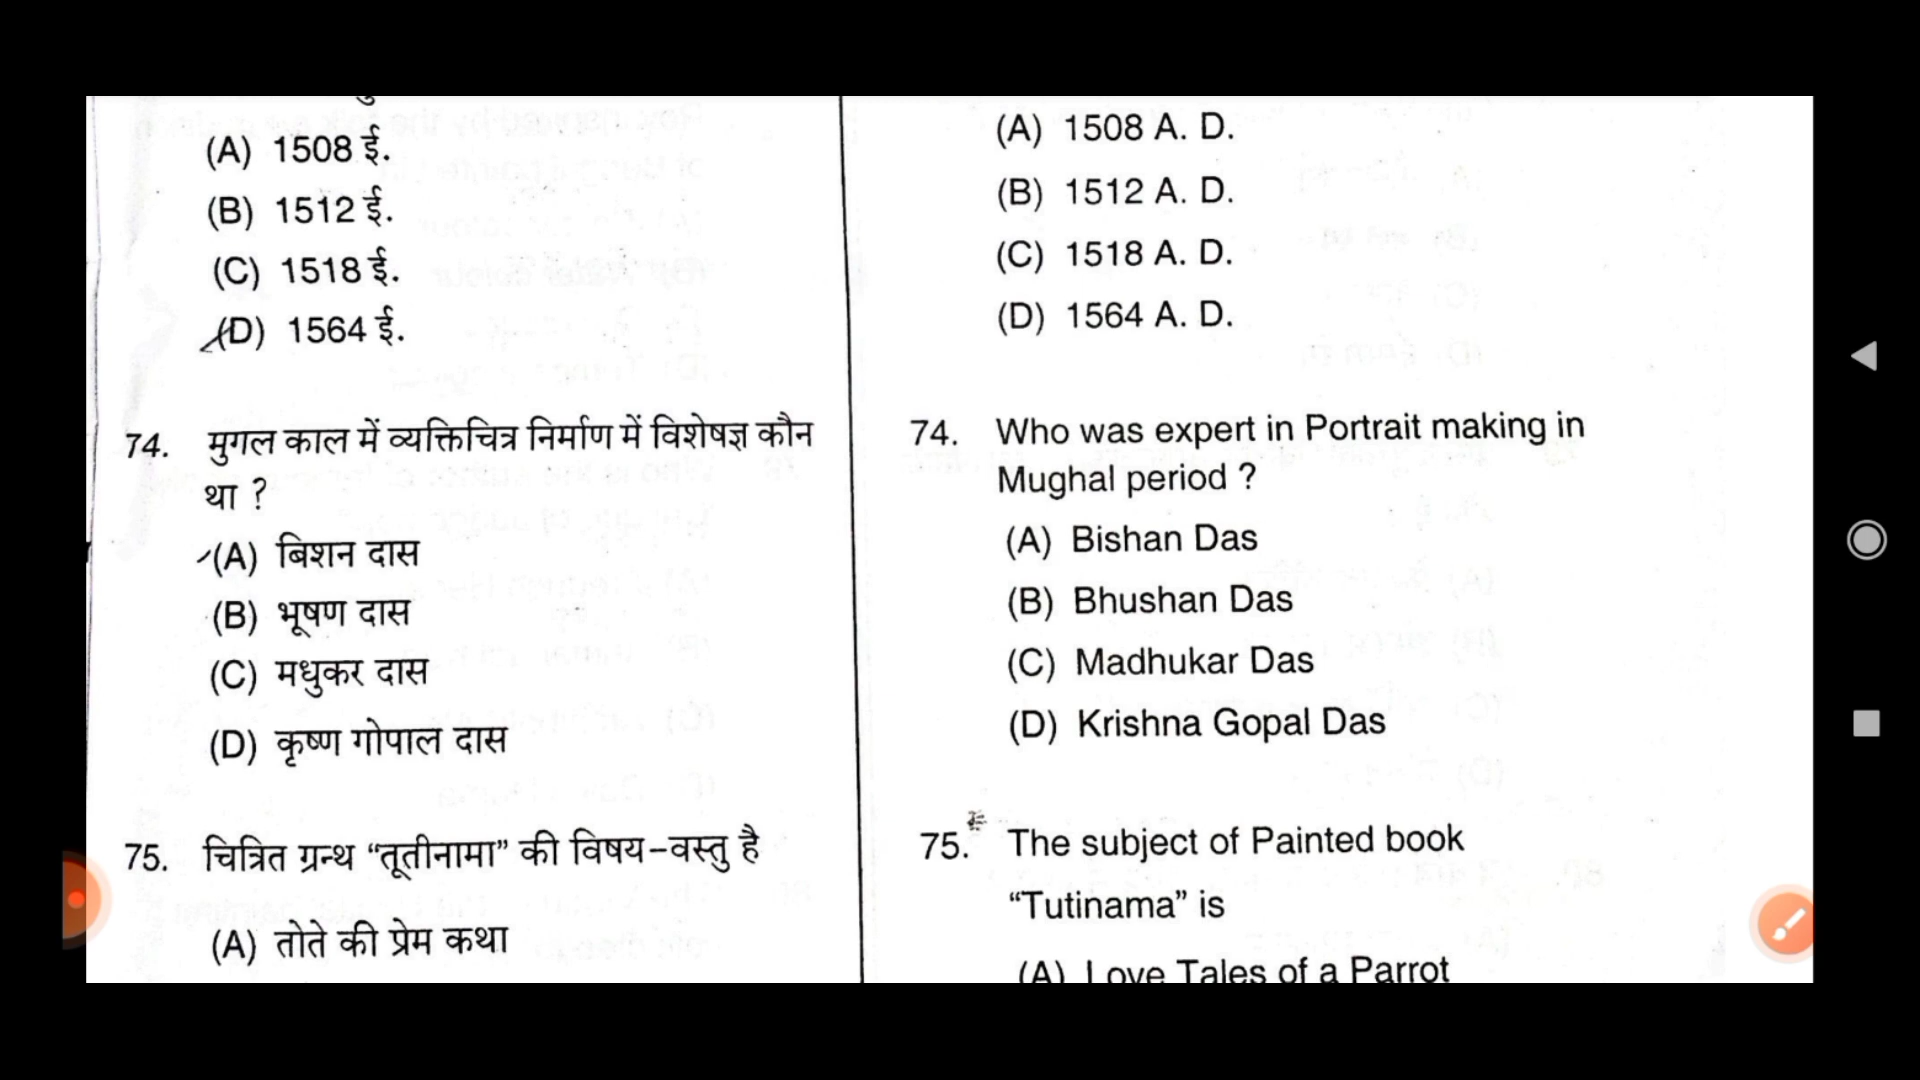 (A) 1508 ई.
(B) 1512 ई.
(C) 1518 ई.
(D) 1564 ई.
74. मुगल काल में व्यक्तिचित्र निर्माण में विशेषज्ञ कौन
था ?
(A) बिशन दास
(B) भूषण दास
(C) मधुकर दास
(D) कृष्ण गोपाल दास
75. चित्रित ग्रन्थ “तूतीनामा” की विषय-वस्तु है
(A) तोते की प्रेम कथा
(A) 1508 A. D.
(B) 1512 A. D.
(C) 1518 A. D.
(D) 1564 A. D.
74. Who was expert in Portrait making in
Mughal period ?
(A) Bishan Das
(B) Bhushan Das
(C) Madhukar Das
(D) Krishna Gopal Das
75. The subject of Painted book
“Tutinama” is
(A) Love Tales of a Parrot